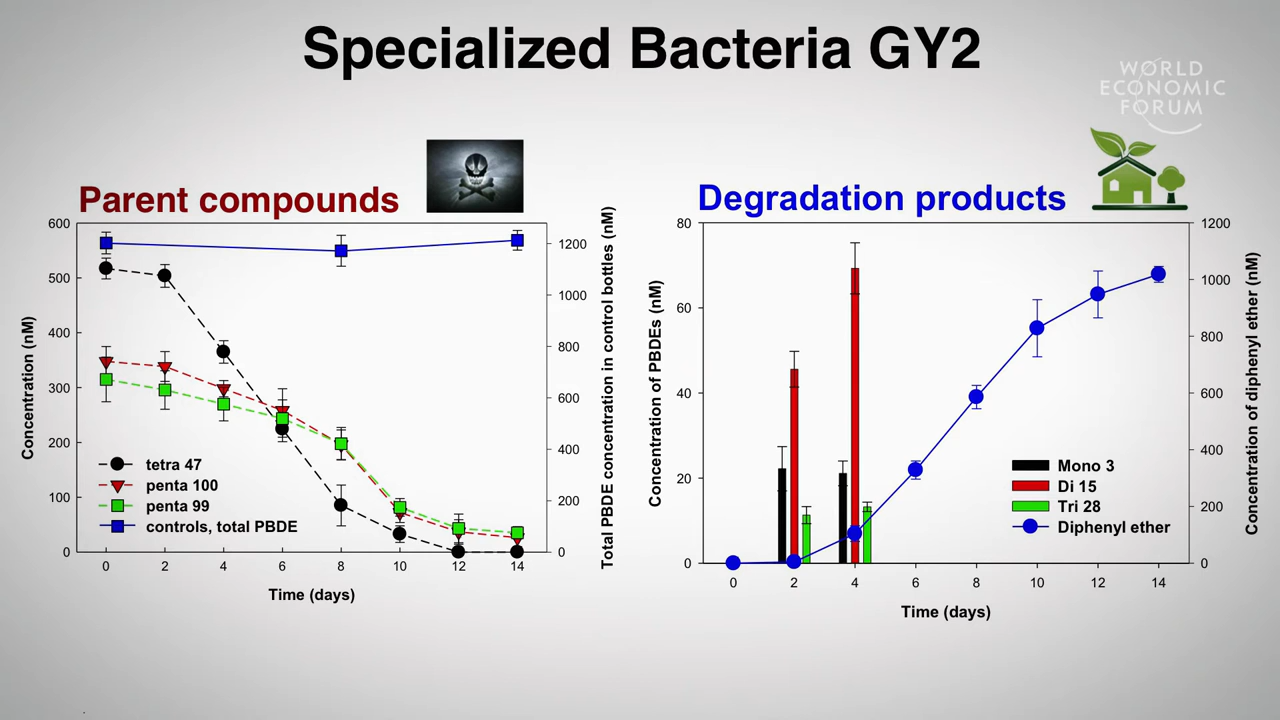 Specialized Bacteria GY2
WORLD
ECONOMIC
FORUM
Parent compounds
600
500
400
300
200
100
0
Concentration (nM)
1200
1000
800
600
400
200
0
Total PBDE concentration in control bottles (nM)
tetra 47
penta 100
penta 99
controls, total PBDE
0 2 4 6 8 10 12 14
Time (days)
Degradation products
80
60
40
20
0
Concentration of PBDEs (nM)
1200
1000
800
600
400
200
0
Concentration of diphenyl ether (nM)
Mono 3
Di 15
Tri 28
Diphenyl ether
0 2 4 6 8 10 12 14
Time (days)